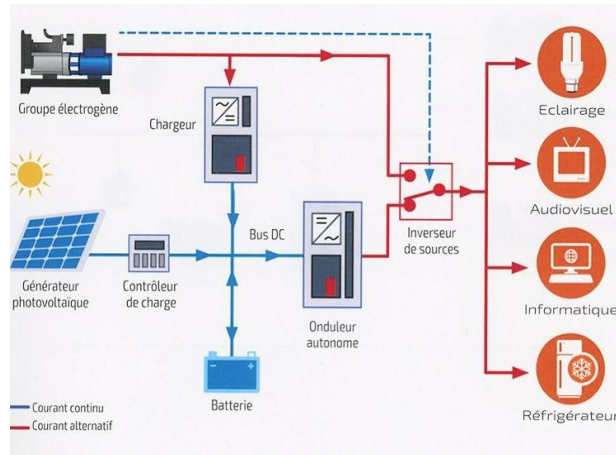 Groupe électrogène
Chargeur
Eclairage
Audiovisuel
Inverseur
de sources
Bus DC
Générateur
photovoltaïque
Contrôleur
de charge
Onduleur
autonome
Informatique
Batterie
Réfrigérateur
Courant continu
Courant alternatif